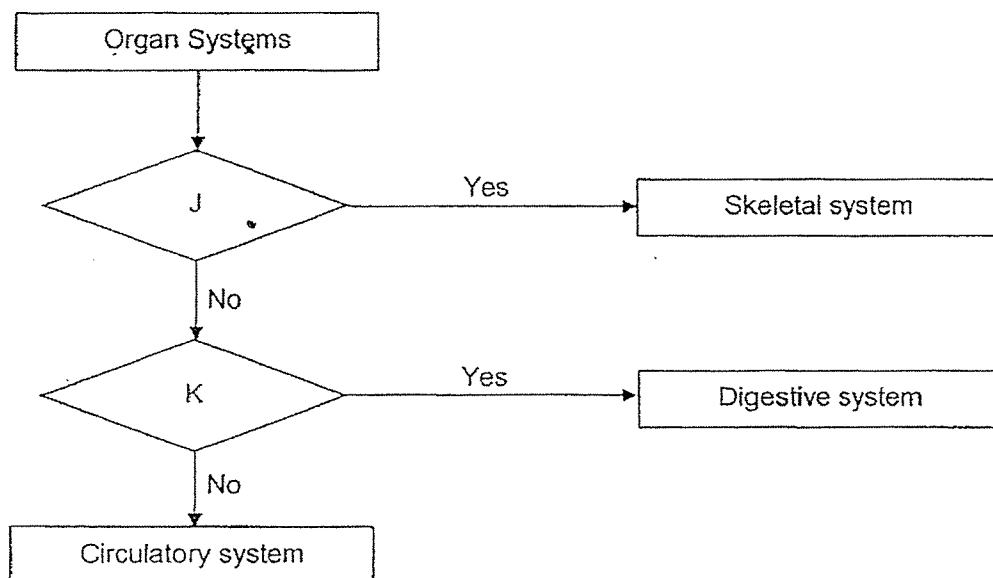 Organ Systems
J
Yes
Skeletal system
No
K
Yes
Digestive system
No
Circulatory system